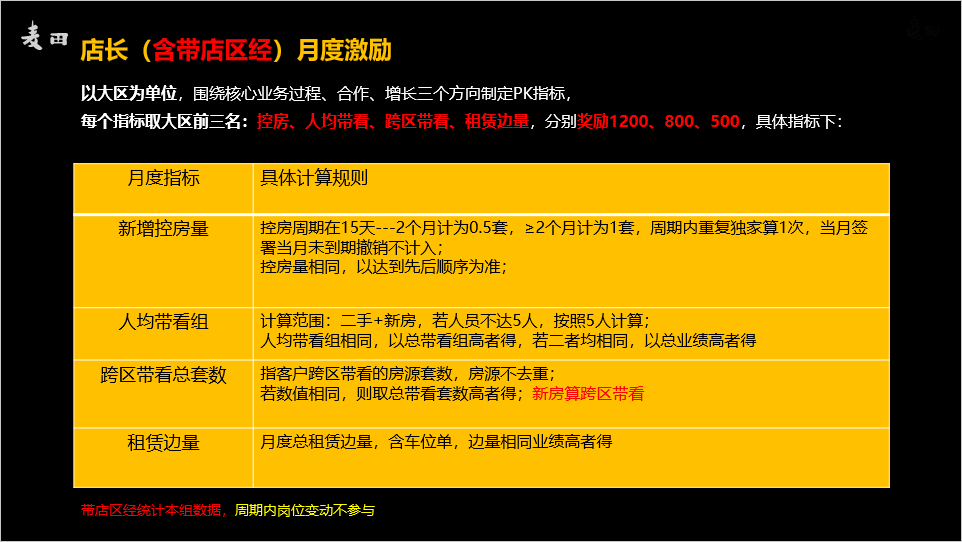 麦田
店长（含带店区经）月度激励
以大区为单位，围绕核心业务过程、合作、增长三个方向制定PK指标，
每个指标取大区前三名：控房、人均带看、跨区带看、租赁边量，分别奖励1200、800、500，具体指标下：
月度指标
具体计算规则
新增控房量
控房周期在15天---2个月计为0.5套，≥2个月计为1套，周期内重复独家算1次，当月签
署当月未到期撤销不计入；
控房量相同，以达到先后顺序为准；
人均带看组
计算范围：二手+新房，若人员不达5人，按照5人计算；
人均带看组相同，以总带看组高者得，若二者均相同，以总业绩高者得
跨区带看总套数
指客户跨区带看的房源套数，房源不去重；
若数值相同，则取总带看套数高者得；新房算跨区带看
租赁边量
月度总租赁边量，含车位单，边量相同业绩高者得
带店区经统计本组数据，周期内岗位变动不参与